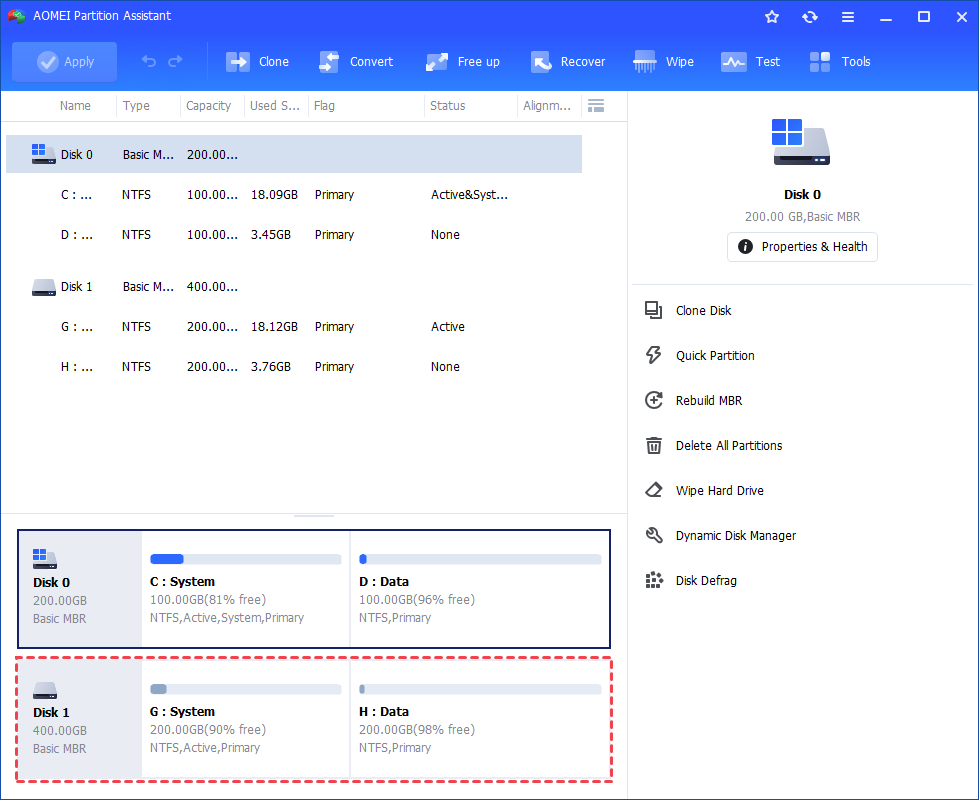 AOMEI Partition Assistant
Apply Clone Convert Free up Recover Wipe Test Tools
Name Type Capacity Used S... Flag Status Alignm...
Disk 0 Basic M... 200.00...
C : ... NTFS 100.00... 18.09GB Primary Active&Syst...
D : ... NTFS 100.00... 3.45GB Primary None
Disk 1 Basic M... 400.00...
G : ... NTFS 200.00... 18.12GB Primary Active
H : ... NTFS 200.00... 3.76GB Primary None
Disk 0
200.00 GB,Basic MBR
i Properties & Health
Clone Disk
Quick Partition
Rebuild MBR
Delete All Partitions
Wipe Hard Drive
Dynamic Disk Manager
Disk Defrag
Disk 0
200.00GB
Basic MBR
C : System
100.00GB(81% free)
NTFS,Active,System,Primary
D : Data
100.00GB(96% free)
NTFS,Primary
Disk 1
400.00GB
Basic MBR
G : System
200.00GB(90% free)
NTFS,Active,Primary
H : Data
200.00GB(98% free)
NTFS,Primary